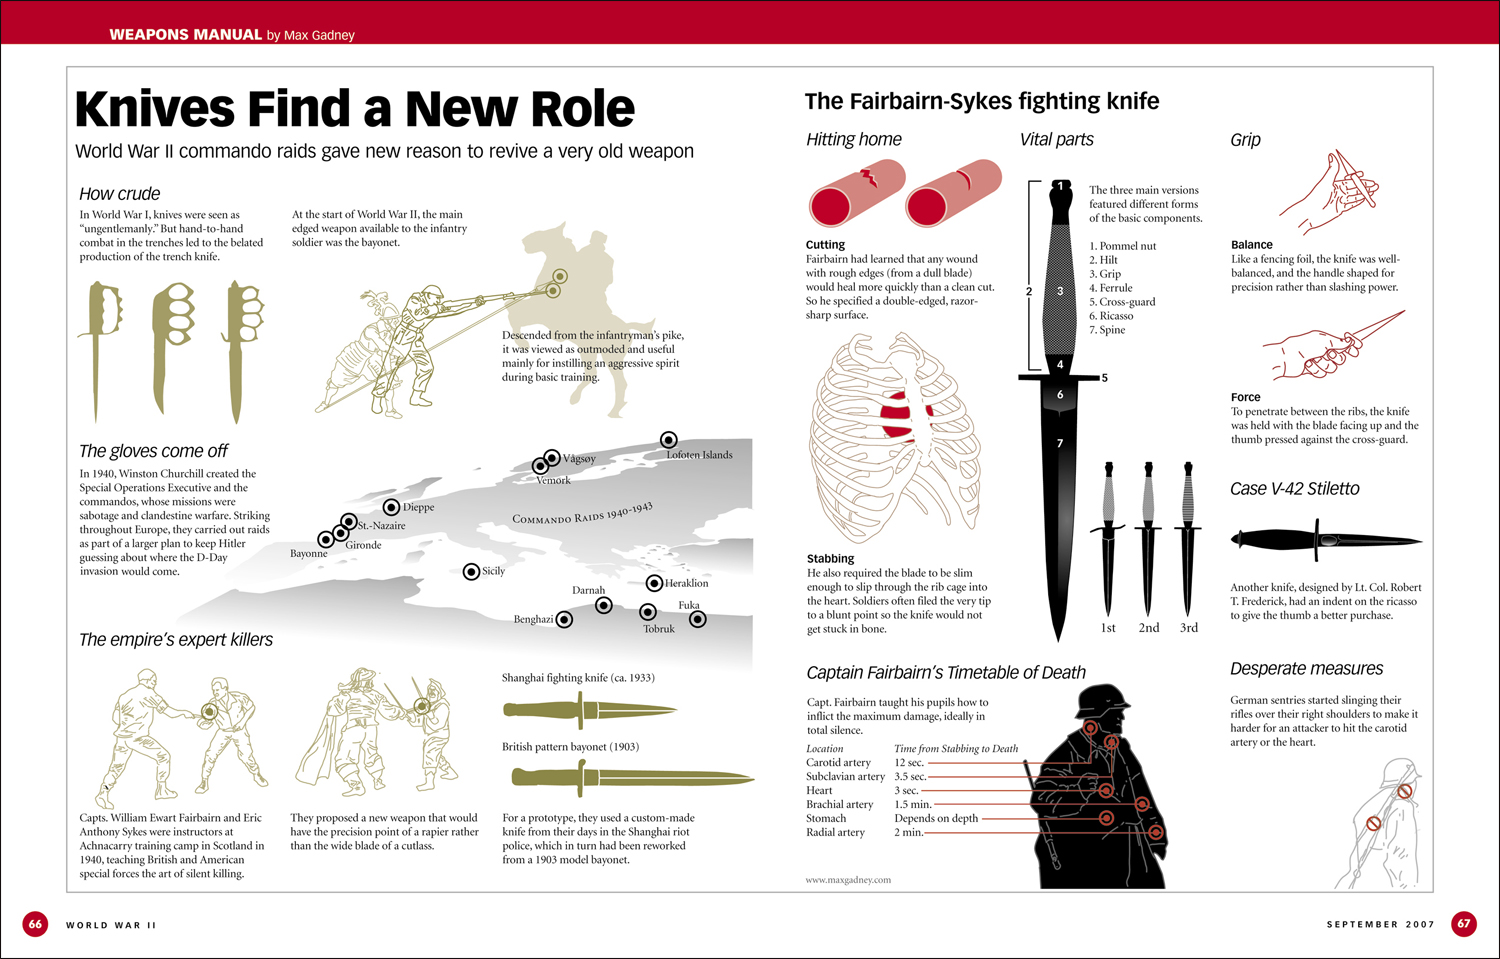 WEAPONS MANUAL by Max Gadney
Knives Find a New Role
World War II commando raids gave new reason to revive a very old weapon
How crude
In World War I, knives were seen as
“ungentlemanly.” But hand-to-hand
combat in the trenches led to the belated
production of the trench knife.
At the start of World War II, the main
edged weapon available to the infantry
soldier was the bayonet.
Descended from the infantryman’s pike,
it was viewed as outmoded and useful
mainly for instilling an aggressive spirit
during basic training.
The gloves come off
In 1940, Winston Churchill created the
Special Operations Executive and the
commandos, whose missions were
sabotage and clandestine warfare. Striking
throughout Europe, they carried out raids
as part of a larger plan to keep Hitler
guessing about where the D-Day
invasion would come.
Lofoten Islands
Vågsøy
Vemork
Dieppe
Commando Raids 1940-1943
St.-Nazaire
Gironde
Bayonne
Sicily
Heraklion
Darnah
Fuka
Benghazi
Tobruk
The empire’s expert killers
Capts. William Ewart Fairbairn and Eric
Anthony Sykes were instructors at
Achnacarry training camp in Scotland in
1940, teaching British and American
special forces the art of silent killing.
They proposed a new weapon that would
have the precision point of a rapier rather
than the wide blade of a cutlass.
Shanghai fighting knife (ca. 1933)
British pattern bayonet (1903)
For a prototype, they used a custom-made
knife from their days in the Shanghai riot
police, which in turn had been reworked
from a 1903 model bayonet.
The Fairbairn-Sykes fighting knife
Hitting home
Cutting
Fairbairn had learned that any wound
with rough edges (from a dull blade)
would heal more quickly than a clean cut.
So he specified a double-edged, razor-
sharp surface.
Stabbing
He also required the blade to be slim
enough to slip through the rib cage into
the heart. Soldiers often filed the very tip
to a blunt point so the knife would not
get stuck in bone.
Vital parts
The three main versions
featured different forms
of the basic components.
1. Pommel nut
2. Hilt
3. Grip
4. Ferrule
5. Cross-guard
6. Ricasso
7. Spine
1
2
3
4
5
6
7
1st 2nd 3rd
Grip
Balance
Like a fencing foil, the knife was well-
balanced, and the handle shaped for
precision rather than slashing power.
Force
To penetrate between the ribs, the knife
was held with the blade facing up and the
thumb pressed against the cross-guard.
Case V-42 Stiletto
Another knife, designed by Lt. Col. Robert
T. Frederick, had an indent on the ricasso
to give the thumb a better purchase.
Captain Fairbairn’s Timetable of Death
Capt. Fairbairn taught his pupils how to
inflict the maximum damage, ideally in
total silence.
Location Time from Stabbing to Death
Carotid artery 12 sec.
Subclavian artery 3.5 sec.
Heart 3 sec.
Brachial artery 1.5 min.
Stomach Depends on depth
Radial artery 2 min.
www.maxgadney.com
Desperate measures
German sentries started slinging their
rifles over their right shoulders to make it
harder for an attacker to hit the carotid
artery or the heart.
66 WORLD WAR II
SEPTEMBER 2007 67